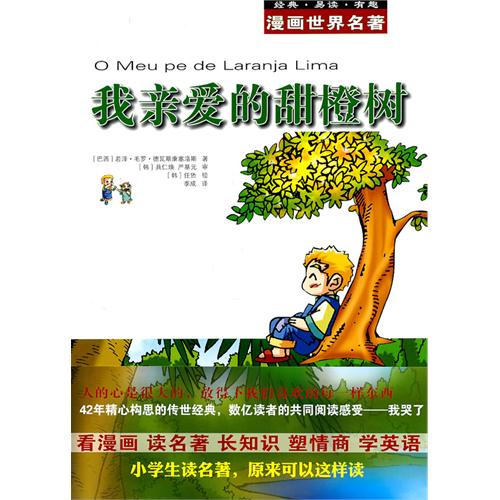 经典·易读·有趣
漫画世界名著
O Meu pe de Laranja Lima
我亲爱的甜橙树
[巴西]若泽·毛罗·德瓦斯康塞洛斯 著
[韩]具仁焕 严基元 审
[韩]任协 绘
李成 译
人的心是很大的，放得下我们喜欢的每一样东西
42年精心构思的传世经典，数亿读者的共同阅读感受——我哭了
看漫画 读名著 长知识 塑情商 学英语
小学生读名著，原来可以这样读